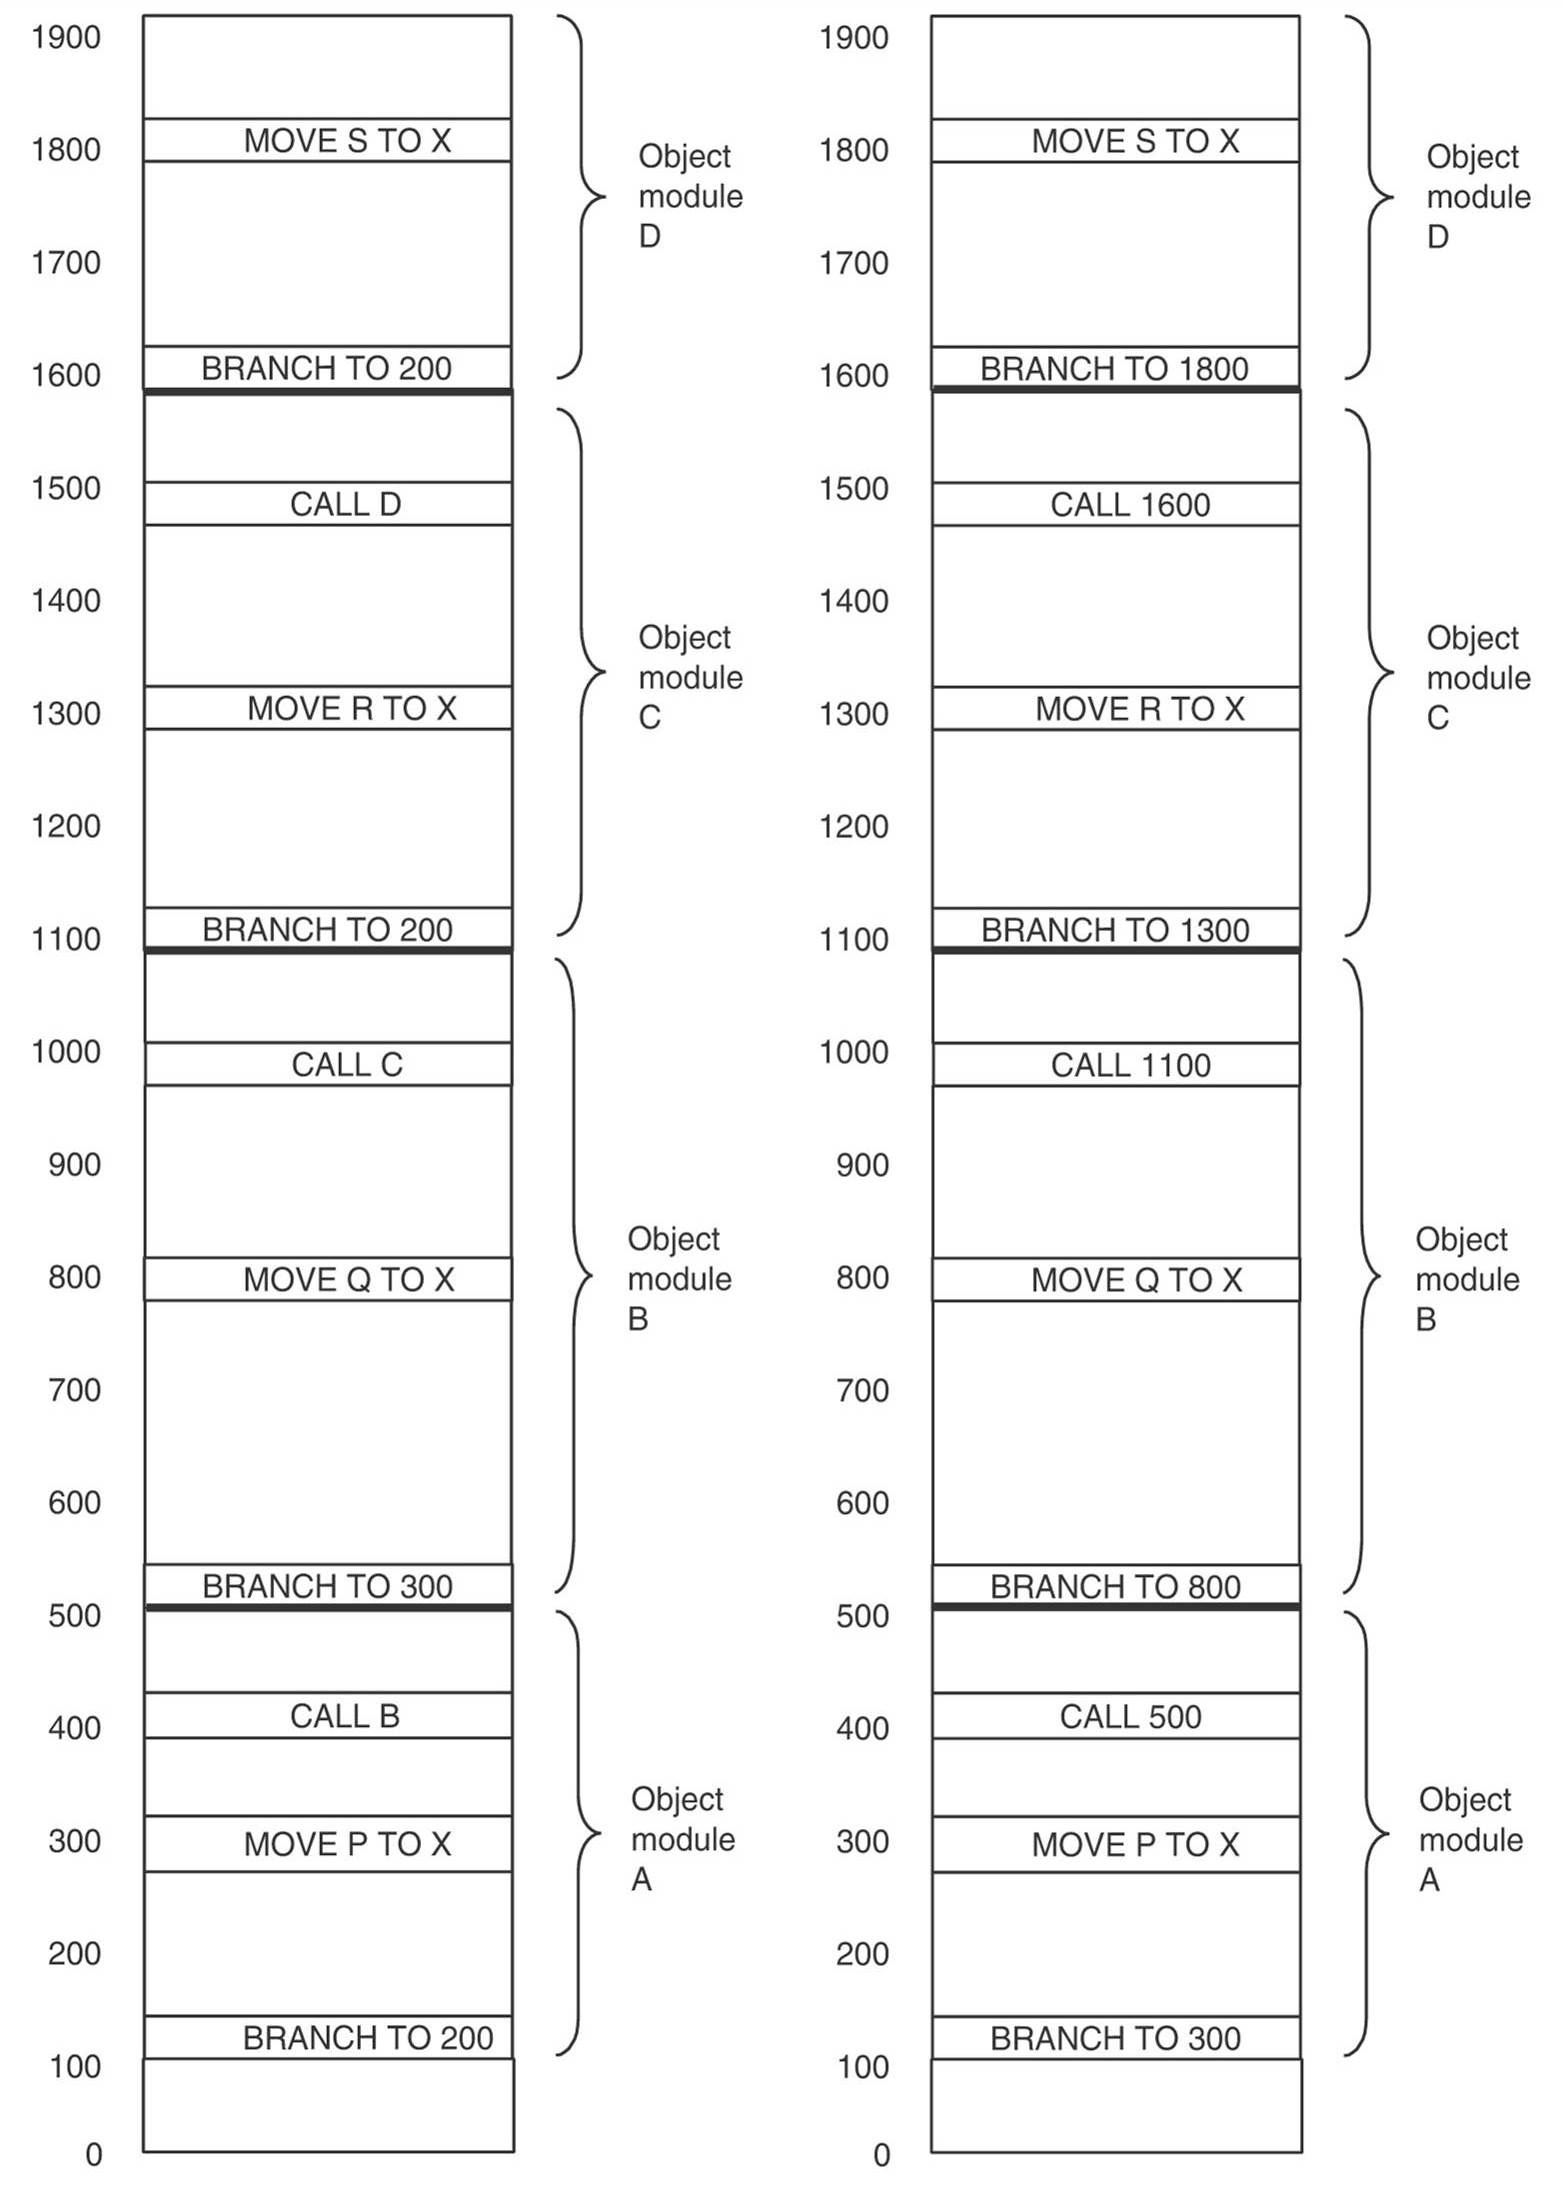 1900
1800
MOVE S TO X
1700
1600
BRANCH TO 200
Object
module
D
1500
CALL D
1400
1300
MOVE R TO X
1200
1100
BRANCH TO 200
Object
module
C
1000
CALL C
900
800
MOVE Q TO X
700
600
500
BRANCH TO 300
Object
module
B
400
CALL B
300
MOVE P TO X
200
100
BRANCH TO 200
0
Object
module
A
1900
1800
MOVE S TO X
1700
1600
BRANCH TO 1800
Object
module
D
1500
CALL 1600
1400
1300
MOVE R TO X
1200
1100
BRANCH TO 1300
Object
module
C
1000
CALL 1100
900
800
MOVE Q TO X
700
600
500
BRANCH TO 800
Object
module
B
400
CALL 500
300
MOVE P TO X
200
100
BRANCH TO 300
0
Object
module
A